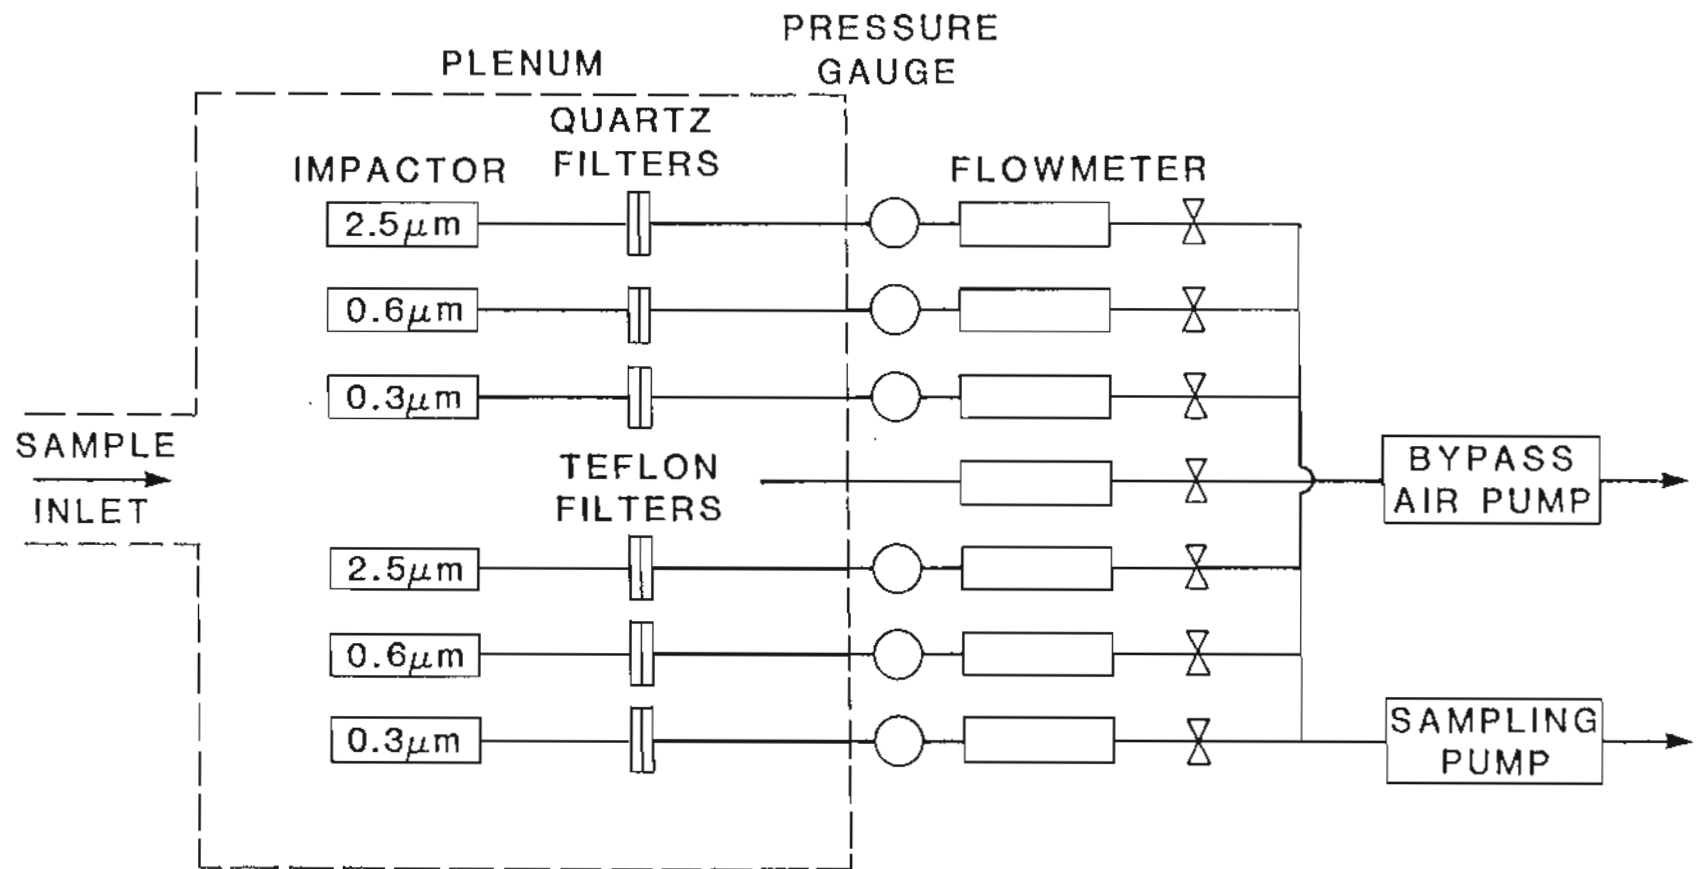 PRESSURE
GAUGE
PLENUM
QUARTZ
FILTERS
IMPACTOR
FLOWMETER
2.5μm
0.6μm
0.3μm
SAMPLE
INLET
TEFLON
FILTERS
BYPASS
AIR PUMP
2.5μm
0.6μm
0.3μm
SAMPLING
PUMP